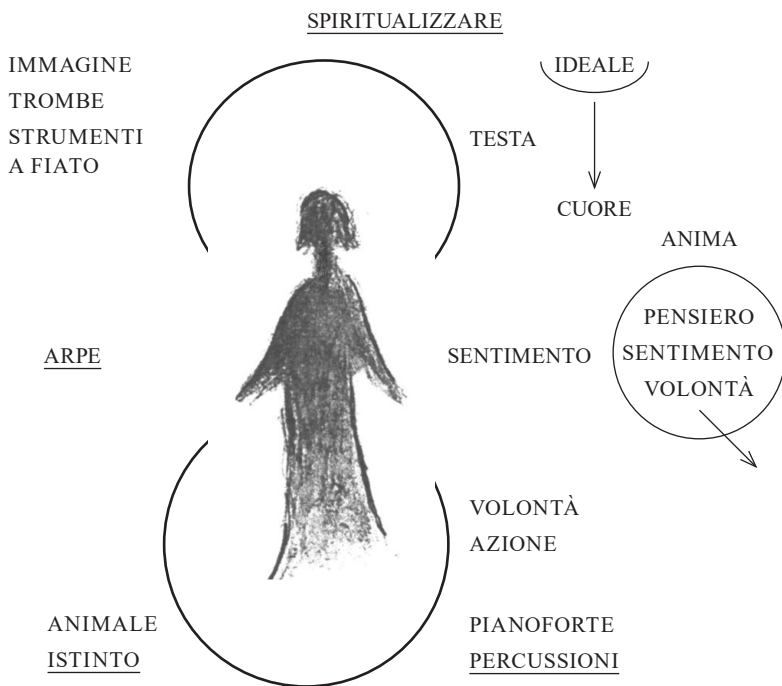 SPIRITUALIZZARE
IMMAGINE
TROMBE
STRUMENTI
A FIATO
TESTA
IDEALE
CUORE
ANIMA
PENSIERO
SENTIMENTO
VOLONTÀ
ARPE
SENTIMENTO
VOLONTÀ
AZIONE
ANIMALE
ISTINTO
PIANOFORTE
PERCUSSIONI